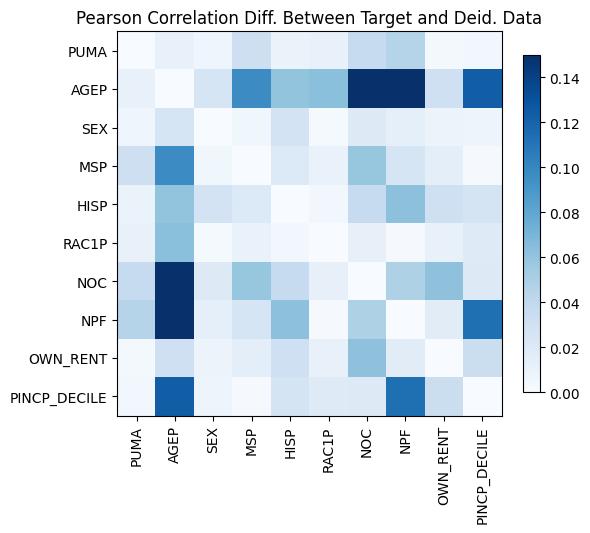 Pearson Correlation Diff. Between Target and Deid. Data
PUMA
AGEP
SEX
MSP
HISP
RAC1P
NOC
NPF
OWN_RENT
PINCP_DECILE
PUMA
AGEP
SEX
MSP
HISP
RAC1P
NOC
NPF
OWN_RENT
PINCP_DECILE
0.14
0.12
0.10
0.08
0.06
0.04
0.02
0.00